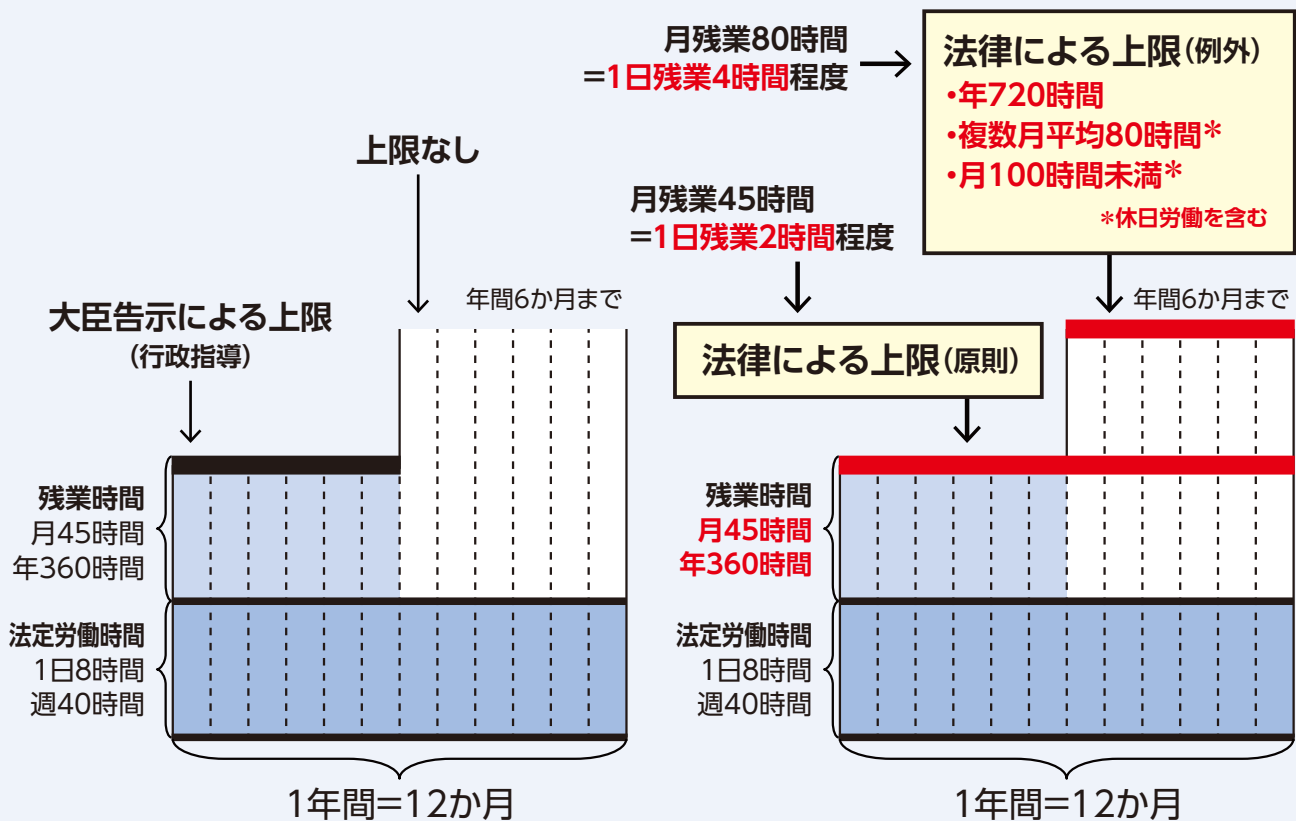 上限なし
年間6か月まで
大臣告示による上限
(行政指導)
残業時間
月45時間
年360時間
法定労働時間
1日8時間
週40時間
1年間=12か月
月残業80時間
=1日残業4時間程度
法律による上限(例外)
・年720時間
・複数月平均80時間*
・月100時間未満*
*休日労働を含む
月残業45時間
=1日残業2時間程度
年間6か月まで
法律による上限(原則)
残業時間
月45時間
年360時間
法定労働時間
1日8時間
週40時間
1年間=12か月